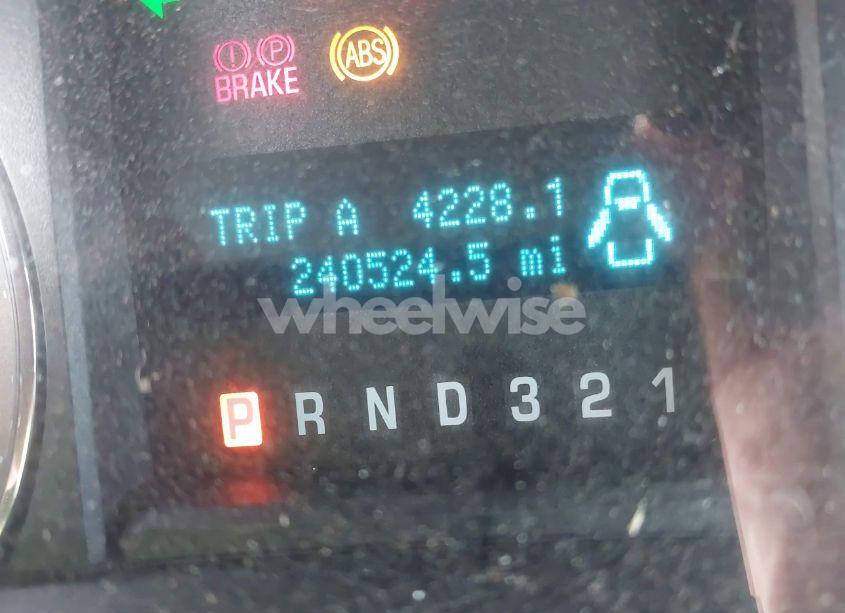 ! P
BRAKE
ABS
TRIP A 4228.1
240524.5 mi
wheelwise
P R N D 3 2 1